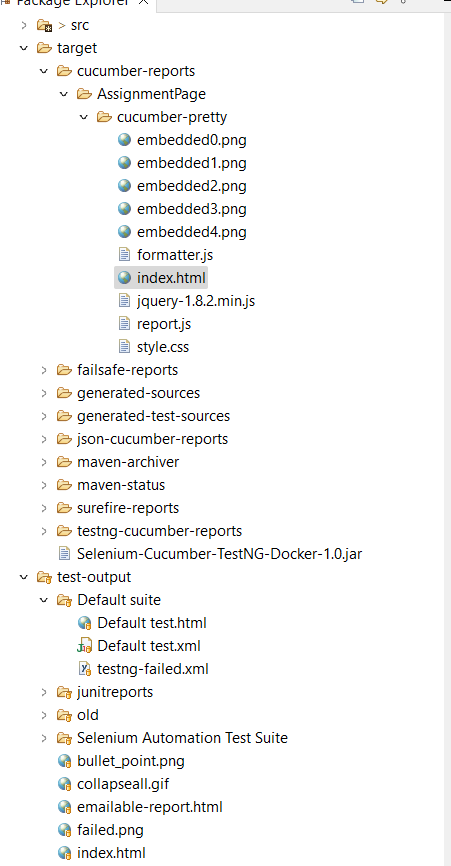 Package Explorer
> src
target
cucumber-reports
AssignmentPage
cucumber-pretty
embedded0.png
embedded1.png
embedded2.png
embedded3.png
embedded4.png
formatter.js
index.html
jquery-1.8.2.min.js
report.js
style.css
failsafe-reports
generated-sources
generated-test-sources
json-cucumber-reports
maven-archiver
maven-status
surefire-reports
testng-cucumber-reports
Selenium-Cucumber-TestNG-Docker-1.0.jar
test-output
Default suite
Default test.html
Default test.xml
testng-failed.xml
junitreports
old
Selenium Automation Test Suite
bullet_point.png
collapseall.gif
emailable-report.html
failed.png
index.html